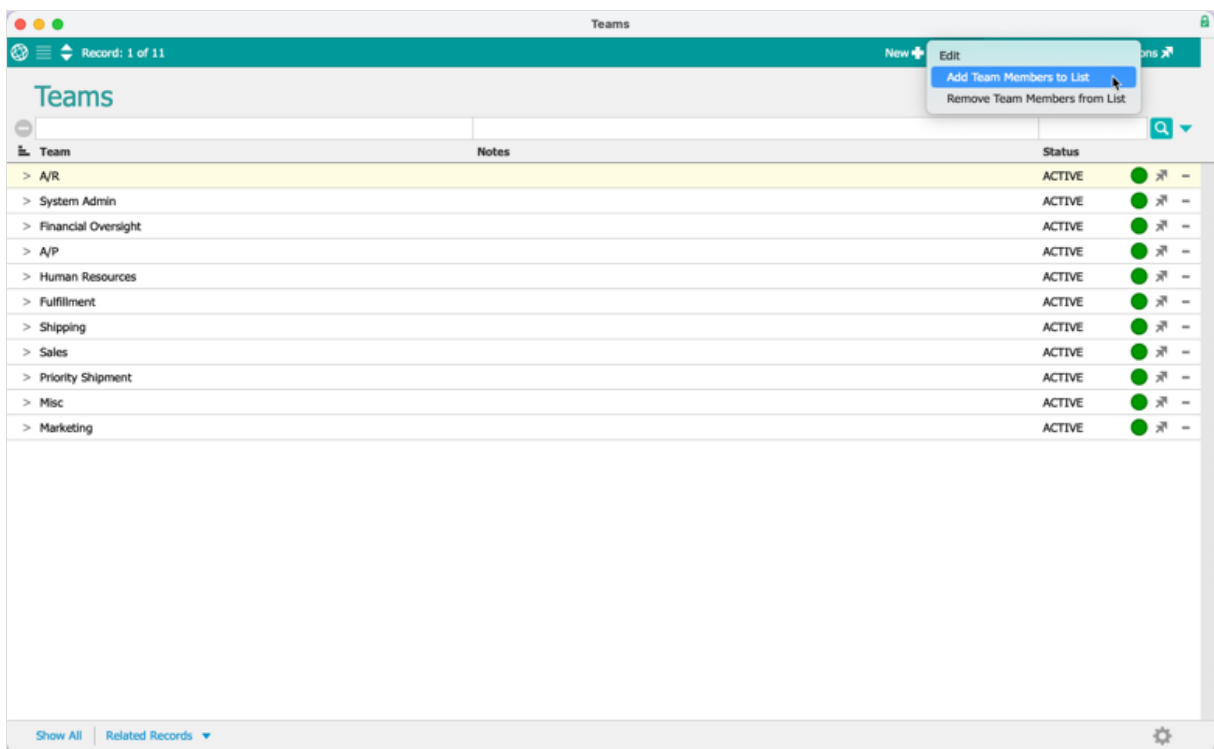 Teams
Record: 1 of 11
New
ons
Edit
Add Team Members to List
Remove Team Members from List
Teams
Team Notes Status
> A/R ACTIVE
> System Admin ACTIVE
> Financial Oversight ACTIVE
> A/P ACTIVE
> Human Resources ACTIVE
> Fulfillment ACTIVE
> Shipping ACTIVE
> Sales ACTIVE
> Priority Shipment ACTIVE
> Misc ACTIVE
> Marketing ACTIVE
Show All Related Records